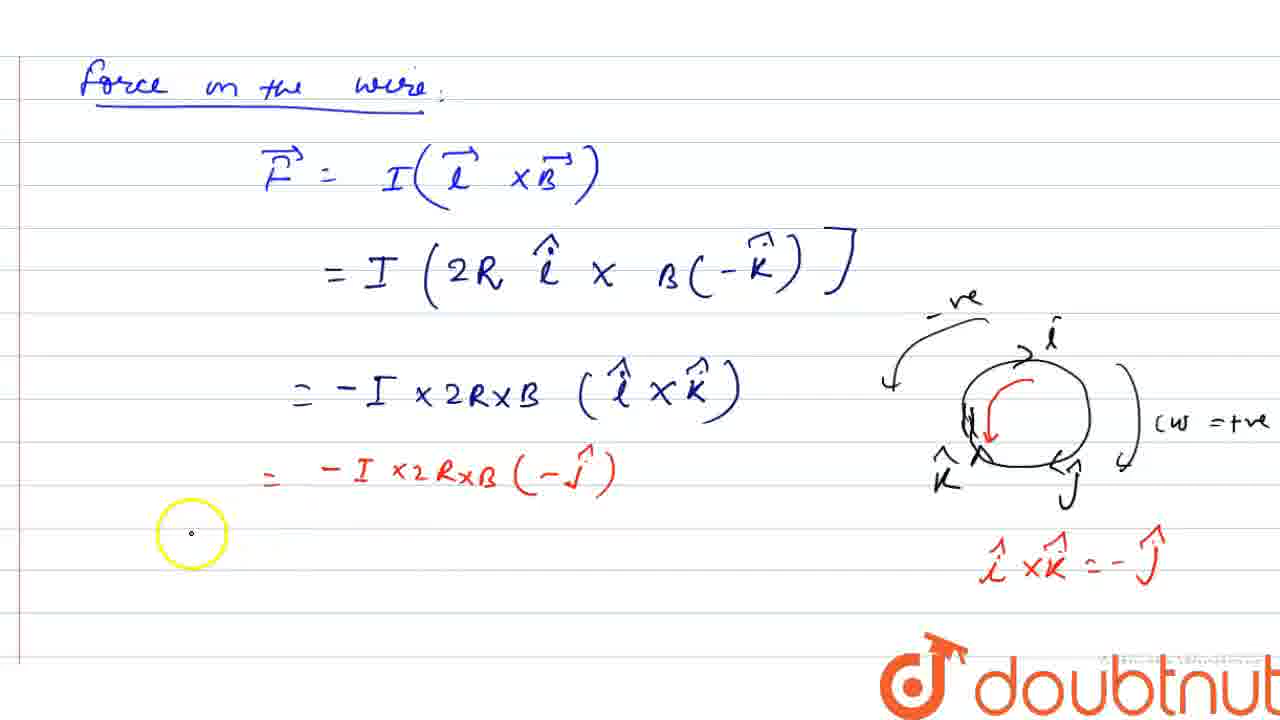 Force on the wire:
F⃗ = I(l⃗ × B⃗)
= I(2R î × B(-k̂)]
= -I × 2R × B (î × k̂)
= -I × 2R × B (-ĵ)
-ve
î
cw = +ve
k̂
ĵ
î × k̂ = -ĵ
doubtnut